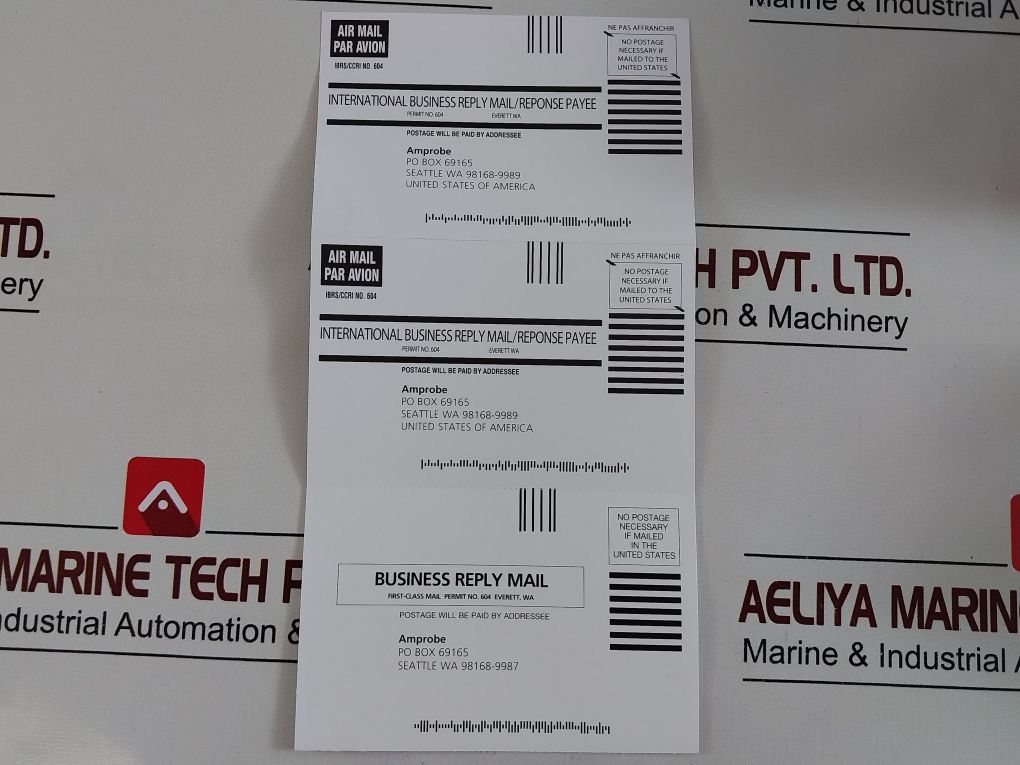 Marine & Industrial A
AIR MAIL
PAR AVION
IBRS/CCRI NO. 604
NE PAS AFFRANCHIR
NO POSTAGE
NECESSARY IF
MAILED TO THE
UNITED STATES
INTERNATIONAL BUSINESS REPLY MAIL/REPONSE PAYEE
PERMIT NO. 604 EVERETT WA
POSTAGE WILL BE PAID BY ADDRESSEE
Amprobe
PO BOX 69165
SEATTLE WA 98168-9989
UNITED STATES OF AMERICA
TD.
ery
H PVT. LTD.
on & Machinery
AIR MAIL
PAR AVION
IBRS/CCRI NO. 604
NE PAS AFFRANCHIR
NO POSTAGE
NECESSARY IF
MAILED TO THE
UNITED STATES
INTERNATIONAL BUSINESS REPLY MAIL/REPONSE PAYEE
PERMIT NO. 604 EVERETT WA
POSTAGE WILL BE PAID BY ADDRESSEE
Amprobe
PO BOX 69165
SEATTLE WA 98168-9989
UNITED STATES OF AMERICA
NO POSTAGE
NECESSARY
IF MAILED
IN THE
UNITED STATES
BUSINESS REPLY MAIL
FIRST-CLASS MAIL PERMIT NO. 604 EVERETT, WA
POSTAGE WILL BE PAID BY ADDRESSEE
Amprobe
PO BOX 69165
SEATTLE WA 98168-9987
MARINE TECH P
ndustrial Automation &
AELIYA MARIN
Marine & Industrial A